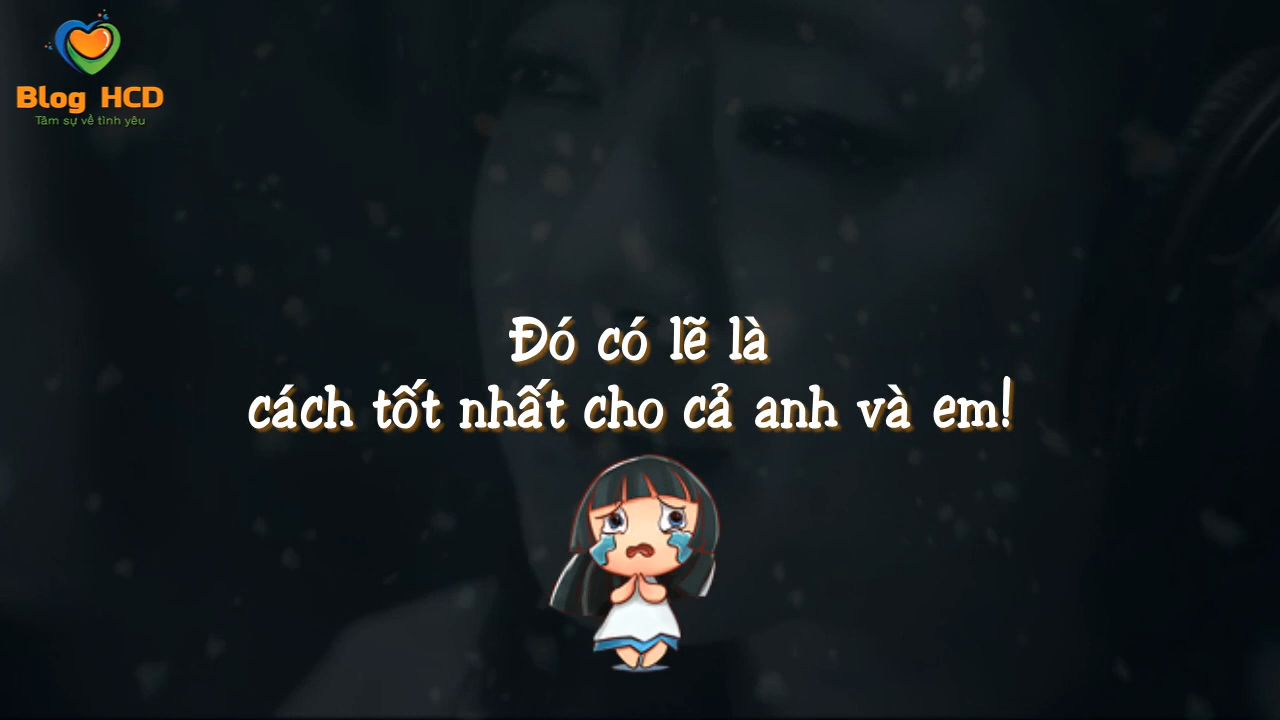 Blog HCD
Tâm sự về tình yêu
Đó có lẽ là
cách tốt nhất cho cả anh và em!